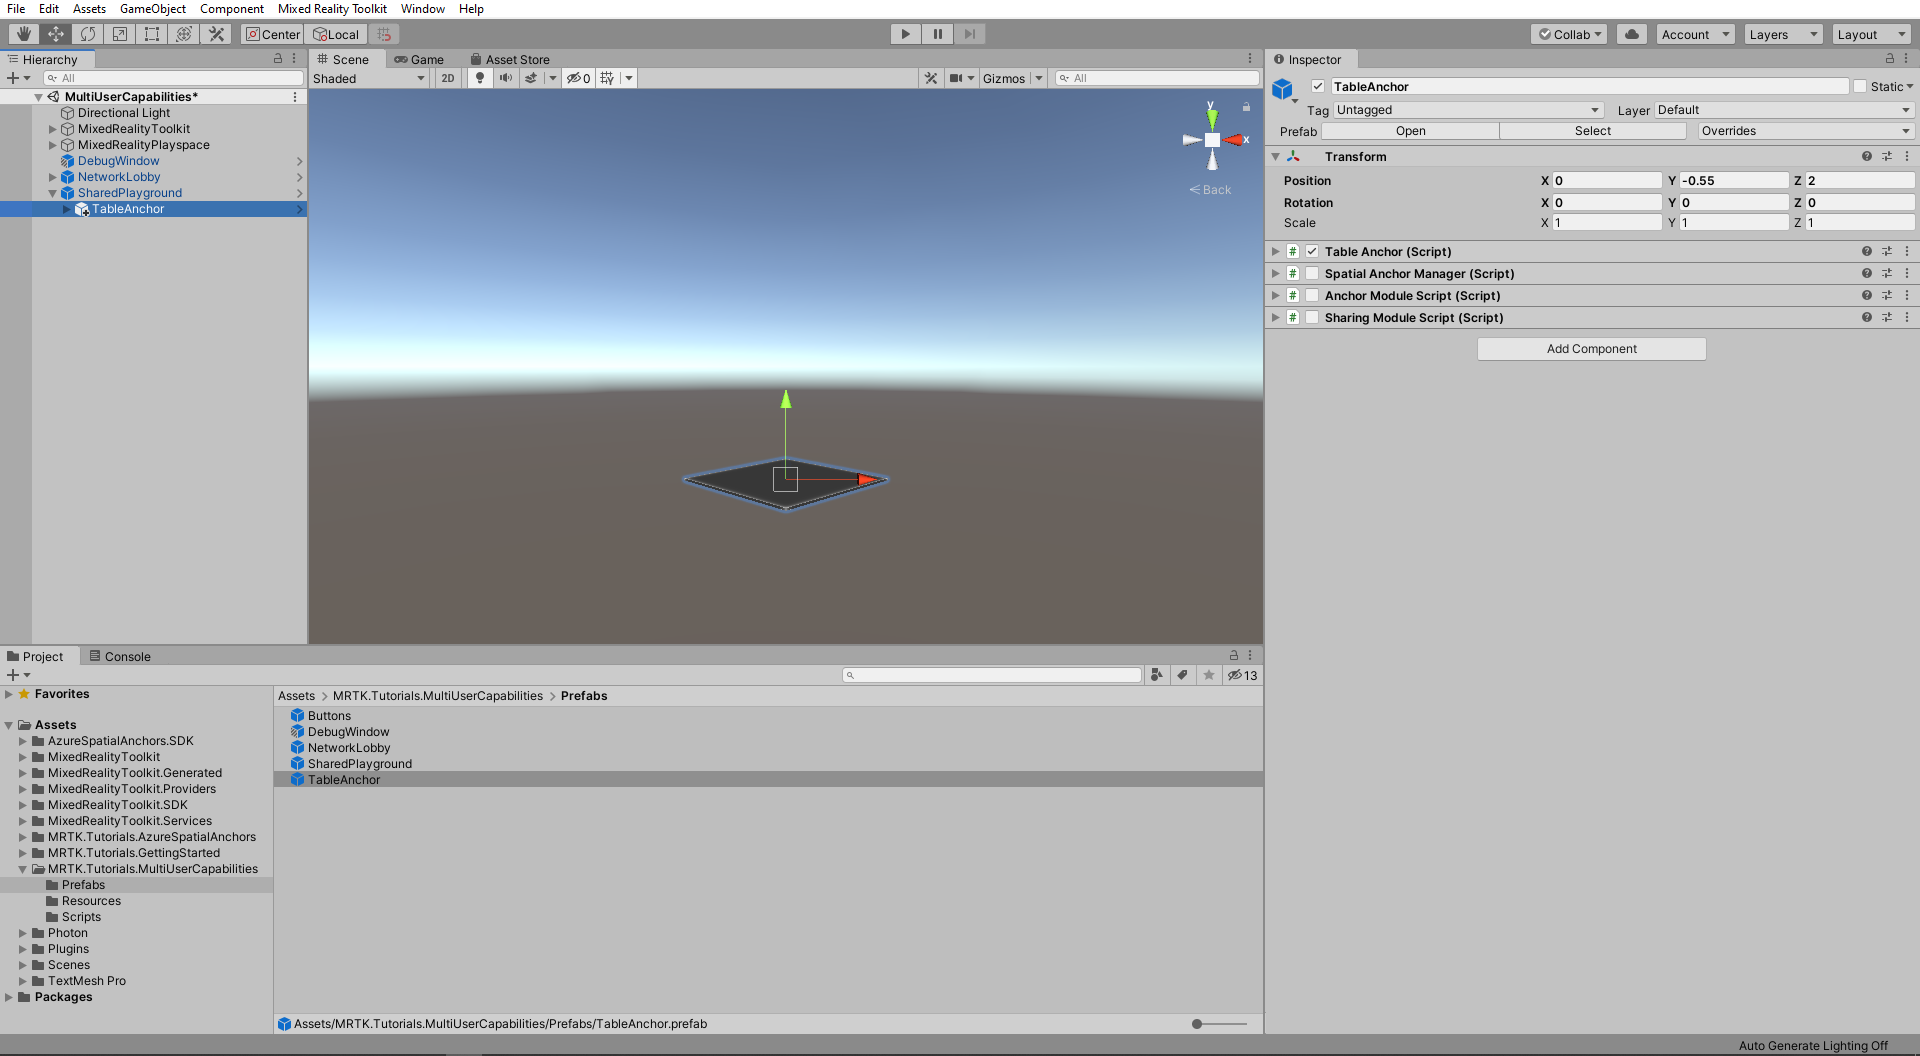 File Edit Assets GameObject Component Mixed Reality Toolkit Window Help
Center Local Collab Account Layers Layout
Hierarchy
All
MultiUserCapabilities*
Directional Light
MixedRealityToolkit
MixedRealityPlayspace
DebugWindow
NetworkLobby
SharedPlayground
TableAnchor
Scene Game Asset Store
Shaded 2D 0 Gizmos All
y
x
Back
Inspector
TableAnchor Static
Tag Untagged Layer Default
Prefab Open Select Overrides
Transform
Position X 0 Y -0.55 Z 2
Rotation X 0 Y 0 Z 0
Scale X 1 Y 1 Z 1
# Table Anchor (Script)
# Spatial Anchor Manager (Script)
# Anchor Module Script (Script)
# Sharing Module Script (Script)
Add Component
Project Console
13
Favorites
Assets
AzureSpatialAnchors.SDK
MixedRealityToolkit
MixedRealityToolkit.Generated
MixedRealityToolkit.Providers
MixedRealityToolkit.SDK
MixedRealityToolkit.Services
MRTK.Tutorials.AzureSpatialAnchors
MRTK.Tutorials.GettingStarted
MRTK.Tutorials.MultiUserCapabilities
Prefabs
Resources
Scripts
Photon
Plugins
Scenes
TextMesh Pro
Packages
Assets > MRTK.Tutorials.MultiUserCapabilities > Prefabs
Buttons
DebugWindow
NetworkLobby
SharedPlayground
TableAnchor
Assets/MRTK.Tutorials.MultiUserCapabilities/Prefabs/TableAnchor.prefab
Auto Generate Lighting Off